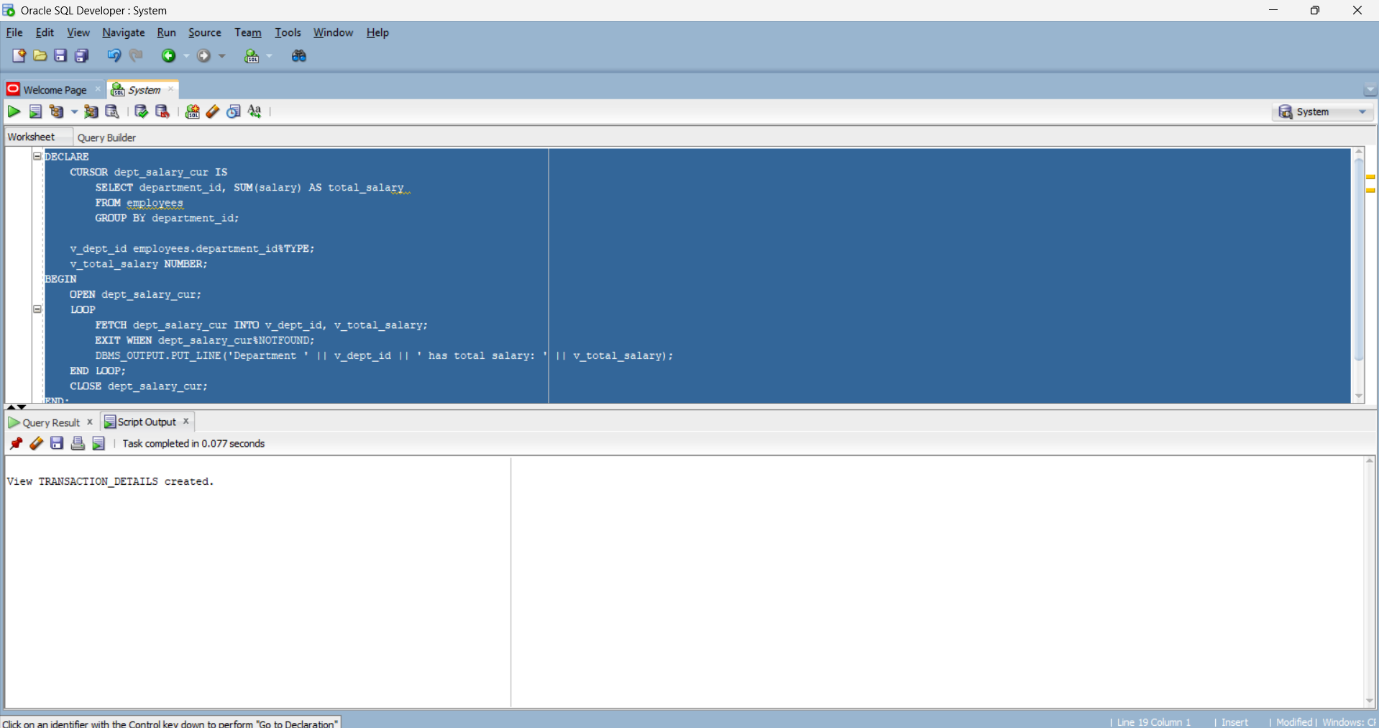 Oracle SQL Developer : System
File Edit View Navigate Run Source Team Tools Window Help
Welcome Page System
System
Worksheet Query Builder
DECLARE
CURSOR dept_salary_cur IS
SELECT department_id, SUM(salary) AS total_salary
FROM employees
GROUP BY department_id;
v_dept_id employees.department_id%TYPE;
v_total_salary NUMBER;
BEGIN
OPEN dept_salary_cur;
LOOP
FETCH dept_salary_cur INTO v_dept_id, v_total_salary;
EXIT WHEN dept_salary_cur%NOTFOUND;
DBMS_OUTPUT.PUT_LINE('Department ' || v_dept_id || ' has total salary: ' || v_total_salary);
END LOOP;
CLOSE dept_salary_cur;
END;
Query Result Script Output
Task completed in 0.077 seconds
View TRANSACTION_DETAILS created.
Click on an identifier with the Control key down to perform "Go to Declaration" | Line 19 Column 1 | Insert | Modified | Windows: C